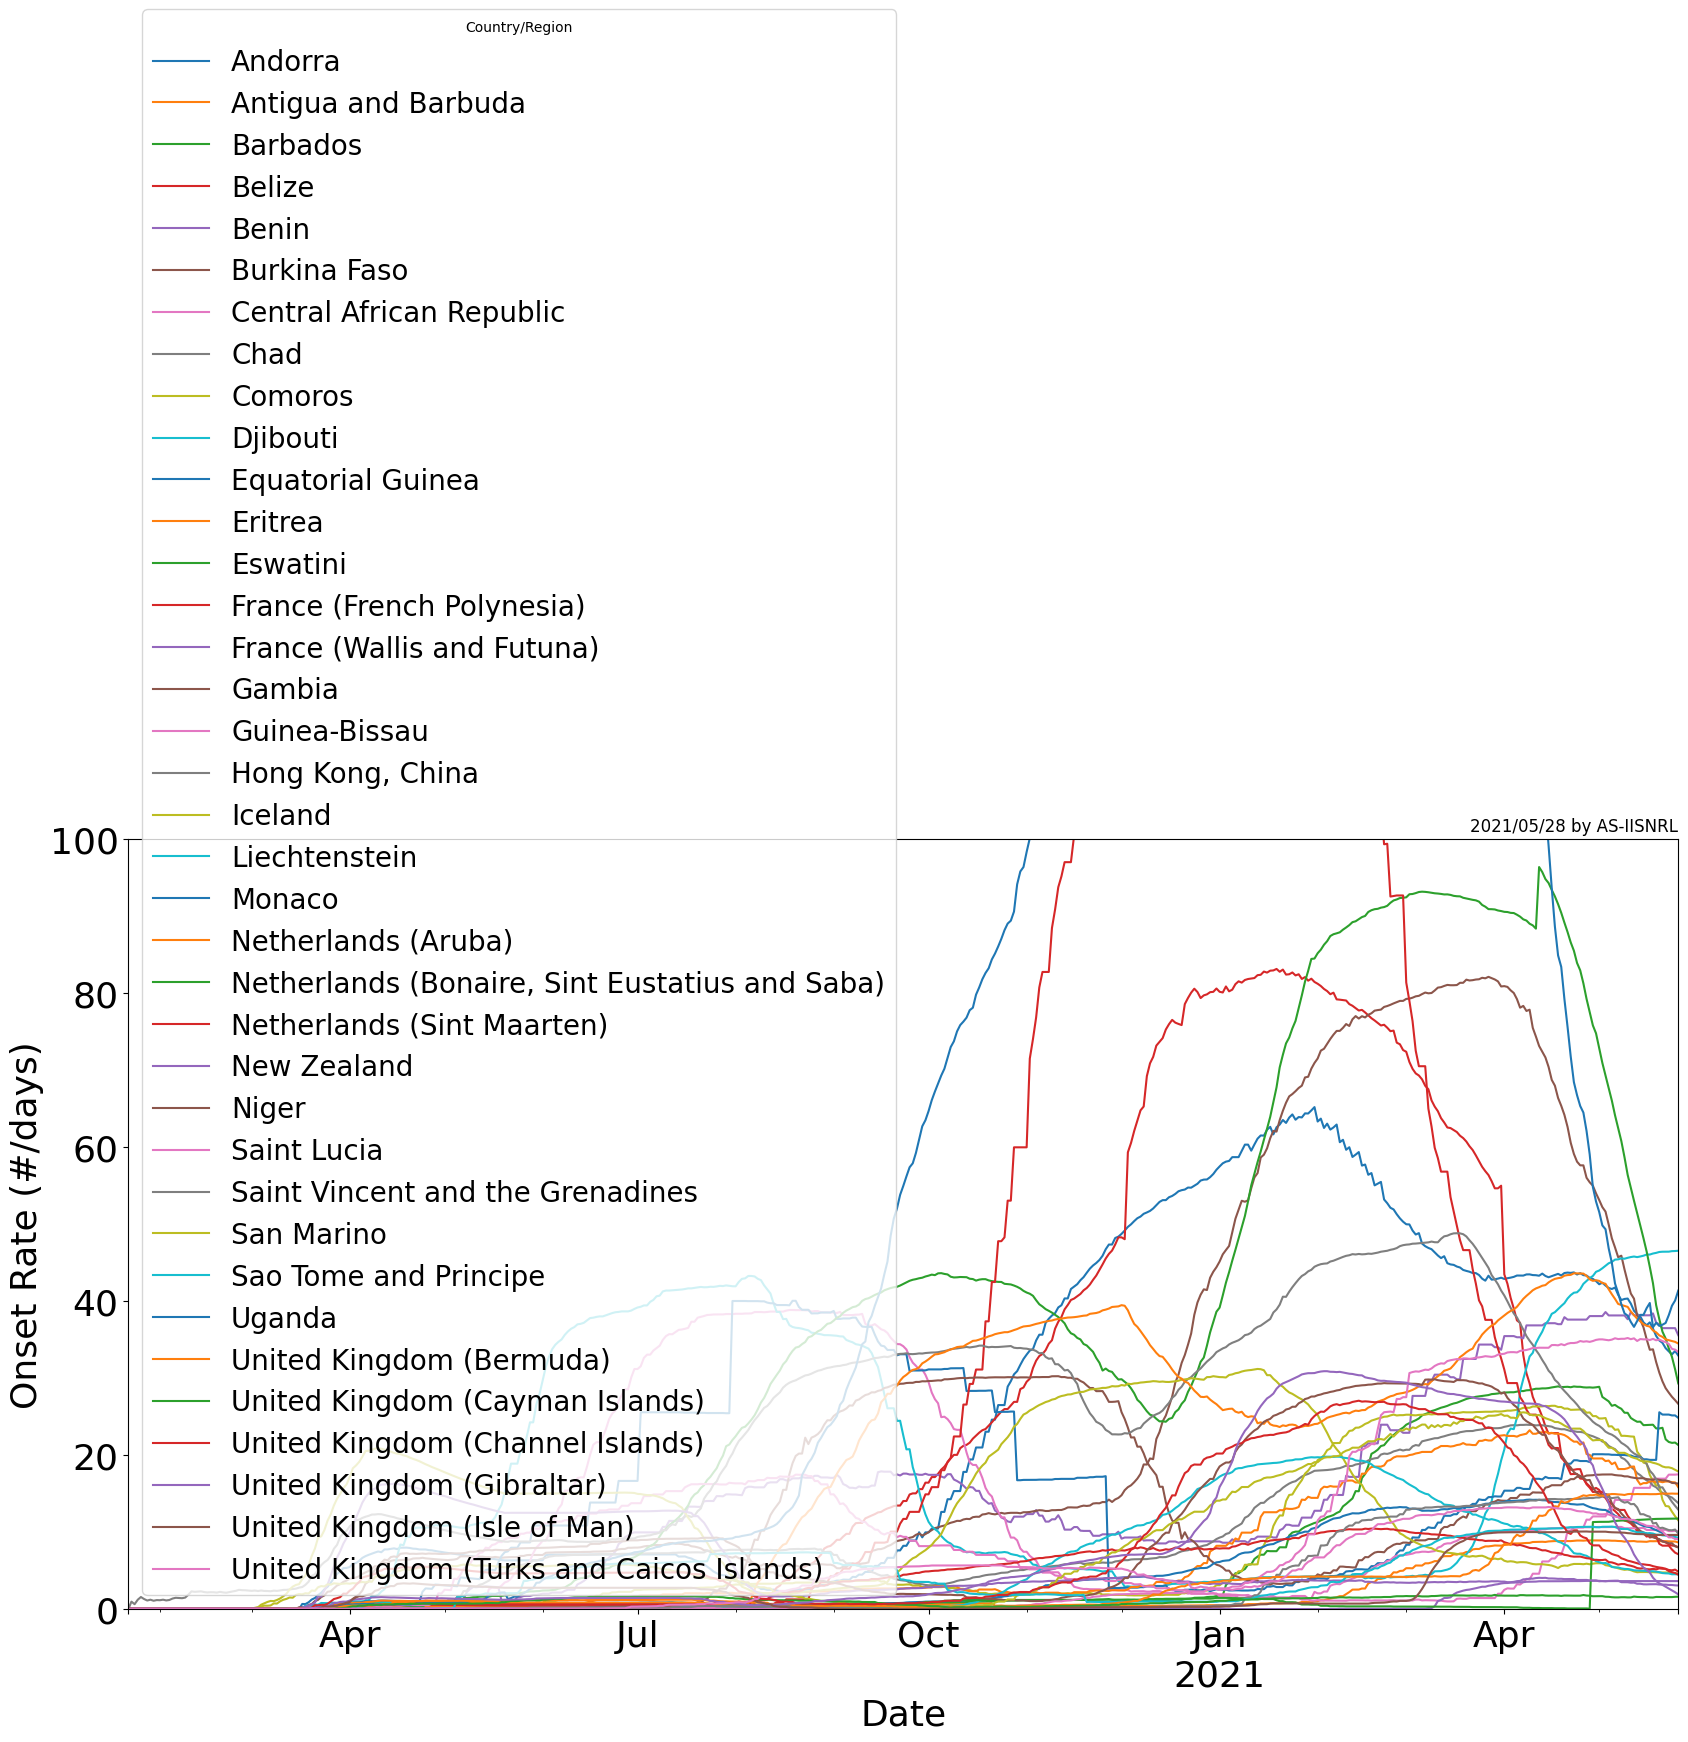 Country/Region
Andorra
Antigua and Barbuda
Barbados
Belize
Benin
Burkina Faso
Central African Republic
Chad
Comoros
Djibouti
Equatorial Guinea
Eritrea
Eswatini
France (French Polynesia)
France (Wallis and Futuna)
Gambia
Guinea-Bissau
Hong Kong, China
Iceland
Liechtenstein
Monaco
Netherlands (Aruba)
Netherlands (Bonaire, Sint Eustatius and Saba)
Netherlands (Sint Maarten)
New Zealand
Niger
Saint Lucia
Saint Vincent and the Grenadines
San Marino
Sao Tome and Principe
Uganda
United Kingdom (Bermuda)
United Kingdom (Cayman Islands)
United Kingdom (Channel Islands)
United Kingdom (Gibraltar)
United Kingdom (Isle of Man)
United Kingdom (Turks and Caicos Islands)
2021/05/28 by AS-IISNRL
100
80
60
40
20
0
Onset Rate (#/days)
Apr
Jul
Oct
Jan
2021
Apr
Date